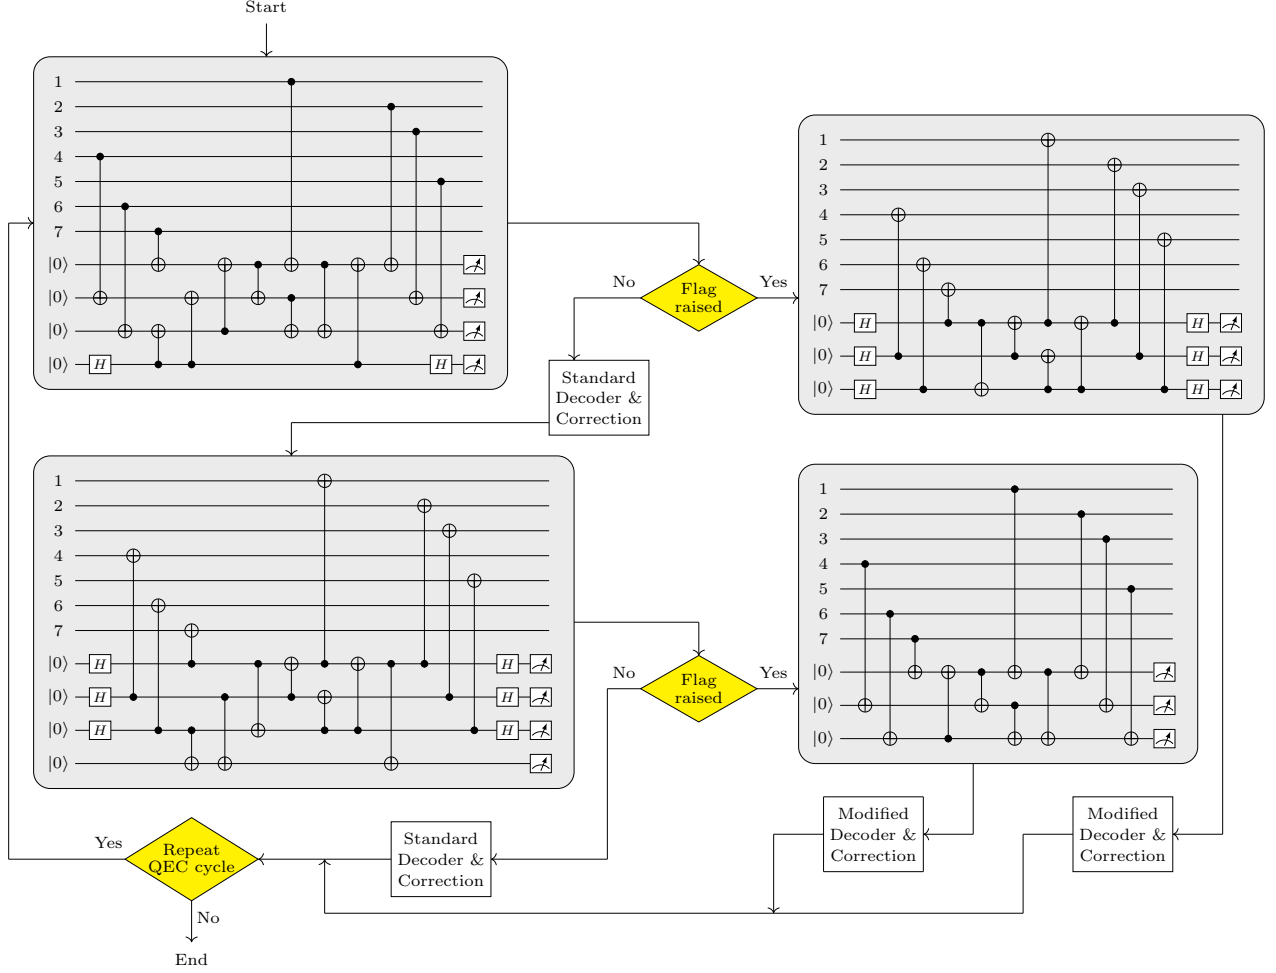 Start
1
2
3
4
5
6
7
|0⟩
|0⟩
|0⟩
|0⟩ H H
1
2
3
4
5
6
7
|0⟩ H H
|0⟩ H H
|0⟩ H H
No
Flag
raised
Yes
Standard
Decoder &
Correction
1
2
3
4
5
6
7
|0⟩ H H
|0⟩ H H
|0⟩ H H
|0⟩
No
Flag
raised
Yes
1
2
3
4
5
6
7
|0⟩
|0⟩
|0⟩
Yes
Repeat
QEC cycle
No
End
Standard
Decoder &
Correction
Modified
Decoder &
Correction
Modified
Decoder &
Correction